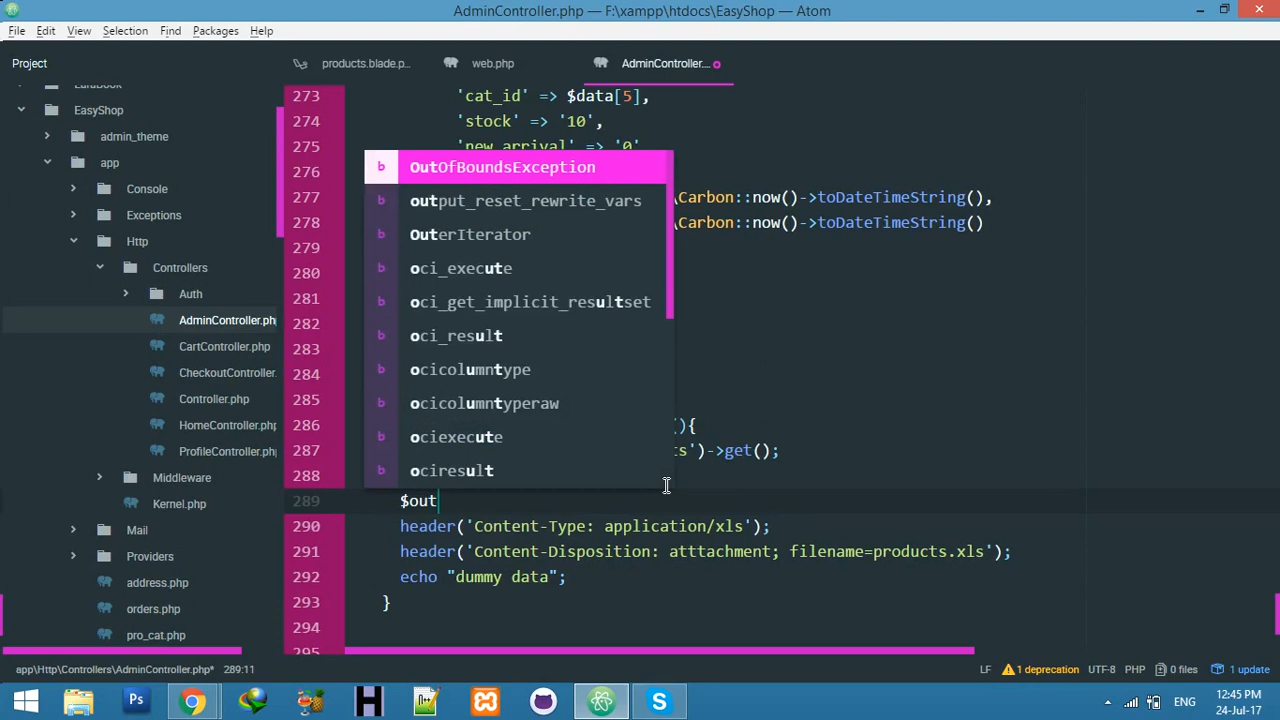 AdminController.php — F:\xampp\htdocs\EasyShop — Atom
File Edit View Selection Find Packages Help
Project
products.blade.p... web.php AdminController....
EasyShop
admin_theme
app
Console
Exceptions
Http
Controllers
Auth
AdminController.ph
CartController.php
CheckoutController.
Controller.php
HomeController.php
ProfileController.ph
Middleware
Kernel.php
Mail
Providers
address.php
orders.php
pro_cat.php
273 'cat_id' => $data[5],
274 'stock' => '10',
275 'new_arrival' => '0'
276
277 \Carbon::now()->toDateTimeString(),
278 \Carbon::now()->toDateTimeString()
279
280
281
282
283
284
285
286 (){
287 ts')->get();
288
289 $out
290 header('Content-Type: application/xls');
291 header('Content-Disposition: atttachment; filename=products.xls');
292 echo "dummy data";
293 }
294
295
b OutOfBoundsException
b output_reset_rewrite_vars
b OuterIterator
b oci_execute
b oci_get_implicit_resultset
b oci_result
b ocicolumntype
b ocicolumntyperaw
b ociexecute
b ociresult
app\Http\Controllers\AdminController.php* 289:11 LF 1 deprecation UTF-8 PHP 0 files 1 update
ENG 12:45 PM
24-Jul-17